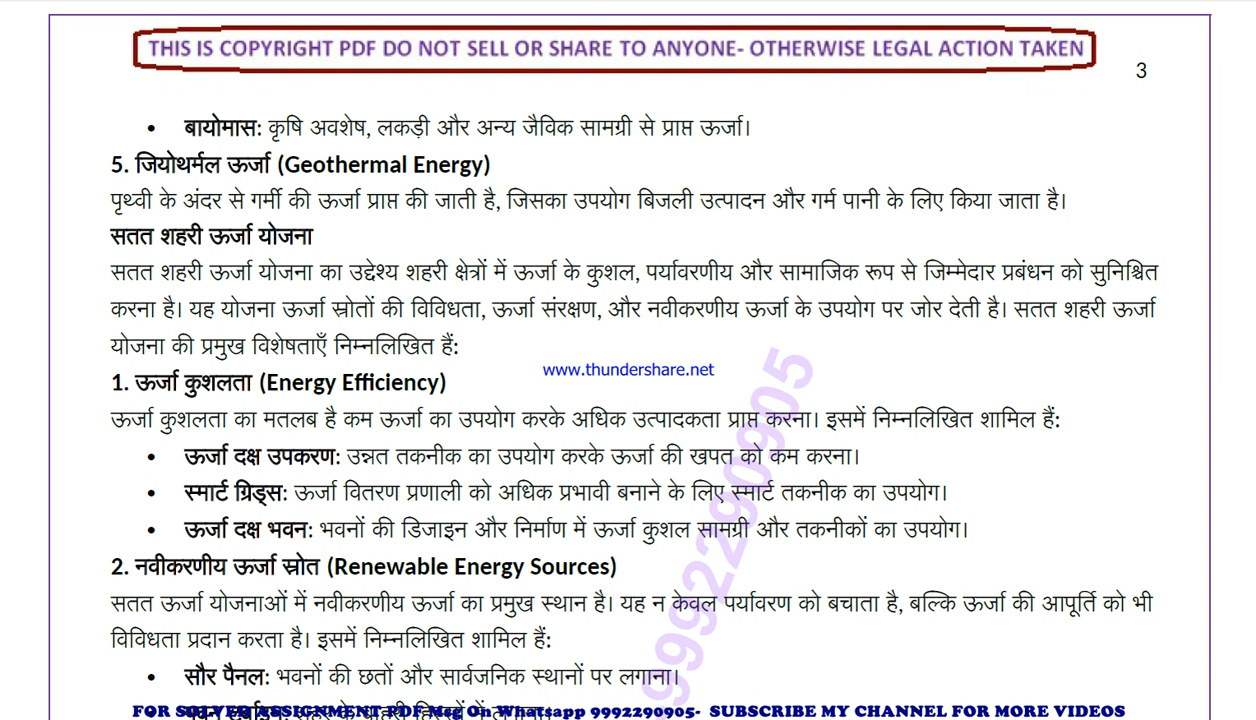 THIS IS COPYRIGHT PDF DO NOT SELL OR SHARE TO ANYONE- OTHERWISE LEGAL ACTION TAKEN
3
• बायोमास: कृषि अवशेष, लकड़ी और अन्य जैविक सामग्री से प्राप्त ऊर्जा।
5. जियोथर्मल ऊर्जा (Geothermal Energy)
पृथ्वी के अंदर से गर्मी की ऊर्जा प्राप्त की जाती है, जिसका उपयोग बिजली उत्पादन और गर्म पानी के लिए किया जाता है।
सतत शहरी ऊर्जा योजना
सतत शहरी ऊर्जा योजना का उद्देश्य शहरी क्षेत्रों में ऊर्जा के कुशल, पर्यावरणीय और सामाजिक रूप से जिम्मेदार प्रबंधन को सुनिश्चित
करना है। यह योजना ऊर्जा स्रोतों की विविधता, ऊर्जा संरक्षण, और नवीकरणीय ऊर्जा के उपयोग पर जोर देती है। सतत शहरी ऊर्जा
योजना की प्रमुख विशेषताएँ निम्नलिखित हैं:
www.thundershare.net
1. ऊर्जा कुशलता (Energy Efficiency)
ऊर्जा कुशलता का मतलब है कम ऊर्जा का उपयोग करके अधिक उत्पादकता प्राप्त करना। इसमें निम्नलिखित शामिल हैं:
• ऊर्जा दक्ष उपकरण: उन्नत तकनीक का उपयोग करके ऊर्जा की खपत को कम करना।
• स्मार्ट ग्रिड्स: ऊर्जा वितरण प्रणाली को अधिक प्रभावी बनाने के लिए स्मार्ट तकनीक का उपयोग।
• ऊर्जा दक्ष भवन: भवनों की डिजाइन और निर्माण में ऊर्जा कुशल सामग्री और तकनीकों का उपयोग।
2. नवीकरणीय ऊर्जा स्रोत (Renewable Energy Sources)
सतत ऊर्जा योजनाओं में नवीकरणीय ऊर्जा का प्रमुख स्थान है। यह न केवल पर्यावरण को बचाता है, बल्कि ऊर्जा की आपूर्ति को भी
विविधता प्रदान करता है। इसमें निम्नलिखित शामिल हैं:
• सौर पैनल: भवनों की छतों और सार्वजनिक स्थानों पर लगाना।
9992290905
FOR SOLVED ASSIGNMENT PDF Msg On Whatsapp 9992290905- SUBSCRIBE MY CHANNEL FOR MORE VIDEOS